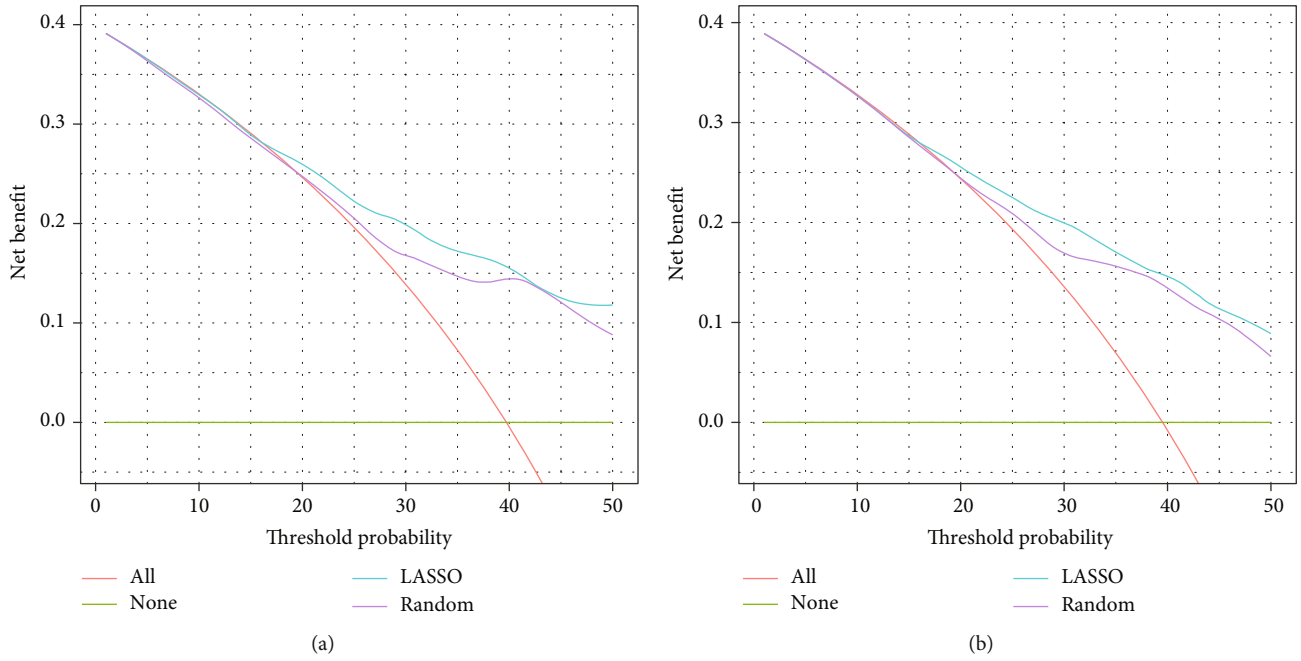 0.4
0.3
0.2
0.1
0.0
Net benefit
0 10 20 30 40 50
Threshold probability
All
None
LASSO
Random
(a)
0.4
0.3
0.2
0.1
0.0
Net benefit
0 10 20 30 40 50
Threshold probability
All
None
LASSO
Random
(b)